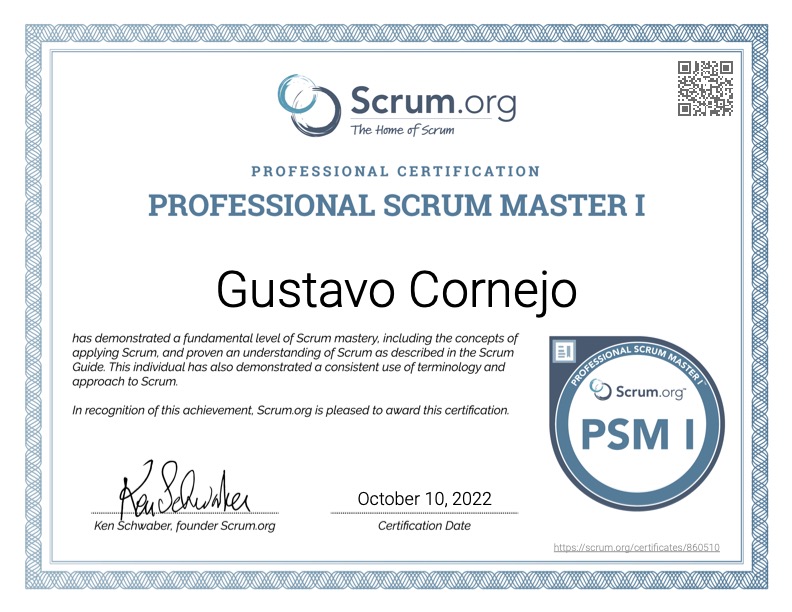 Scrum.org
The Home of Scrum
PROFESSIONAL CERTIFICATION
PROFESSIONAL SCRUM MASTER I
Gustavo Cornejo
has demonstrated a fundamental level of Scrum mastery, including the concepts of
applying Scrum, and proven an understanding of Scrum as described in the Scrum
Guide. This individual has also demonstrated a consistent use of terminology and
approach to Scrum.
In recognition of this achievement, Scrum.org is pleased to award this certification.
PROFESSIONAL SCRUM MASTER I
Scrum.org™
PSM I
Ken Schwaber
October 10, 2022
Ken Schwaber, founder Scrum.org
Certification Date
https://scrum.org/certificates/860510